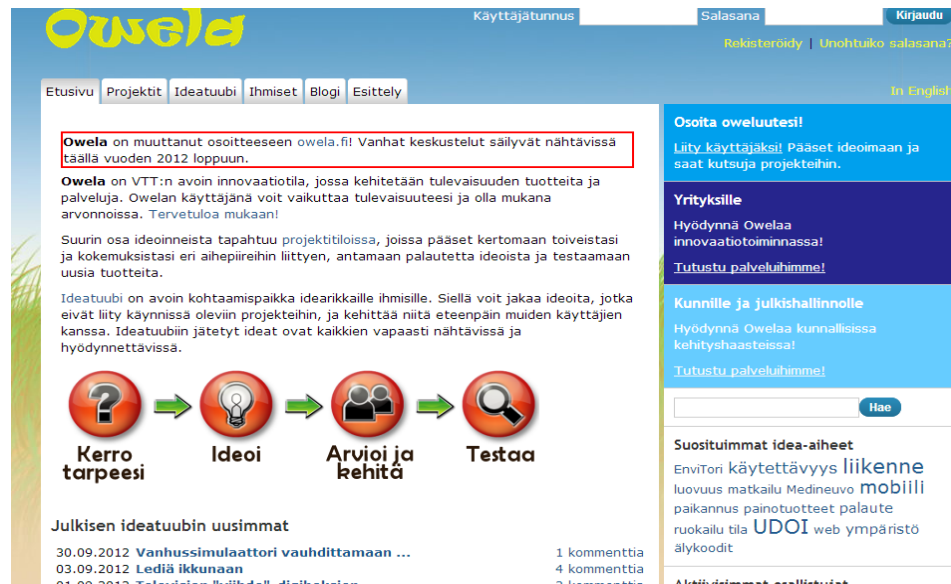 Owela
Käyttäjätunnus Salasana Kirjaudu
Rekisteröidy | Unohtuiko salasana?
Etusivu Projektit Ideatuubi Ihmiset Blogi Esittely
In English
Owela on muuttanut osoitteeseen owela.fi! Vanhat keskustelut säilyvät nähtävissä
täällä vuoden 2012 loppuun.
Owela on VTT:n avoin innovaatiotila, jossa kehitetään tulevaisuuden tuotteita ja
palveluja. Owelan käyttäjänä voit vaikuttaa tulevaisuuteesi ja olla mukana
arvonnoissa. Tervetuloa mukaan!
Suurin osa ideoinneista tapahtuu projektitiloissa, joissa pääset kertomaan toiveistasi
ja kokemuksistasi eri aihepiireihin liittyen, antamaan palautetta ideoista ja testaamaan
uusia tuotteita.
Ideatuubi on avoin kohtaamispaikka idearikkaille ihmisille. Siellä voit jakaa ideoita, jotka
eivät liity käynnissä oleviin projekteihin, ja kehittää niitä eteenpäin muiden käyttäjien
kanssa. Ideatuubiin jätetyt ideat ovat kaikkien vapaasti nähtävissä ja
hyödynnettävissä.
Kerro
tarpeesi
Ideoi
Arvioi ja
kehitä
Testaa
Julkisen ideatuubin uusimmat
30.09.2012 Vanhussimulaattori vauhdittamaan ... 1 kommenttia
03.09.2012 Lediä ikkunaan 4 kommenttia
Osoita oweluutesi!
Liity käyttäjäksi! Pääset ideoimaan ja
saat kutsuja projekteihin.
Yrityksille
Hyödynnä Owelaa
innovaatiotoiminnassa!
Tutustu palveluihimme!
Kunnille ja julkishallinnolle
Hyödynnä Owelaa kunnallisissa
kehityshaasteissa!
Tutustu palveluihimme!
Hae
Suosituimmat idea-aiheet
EnviTori käytettävyys liikenne
luovuus matkailu Medineuvo mobiili
paikannus painotuotteet palaute
ruokailu tila UDOI web ympäristö
älykoodit